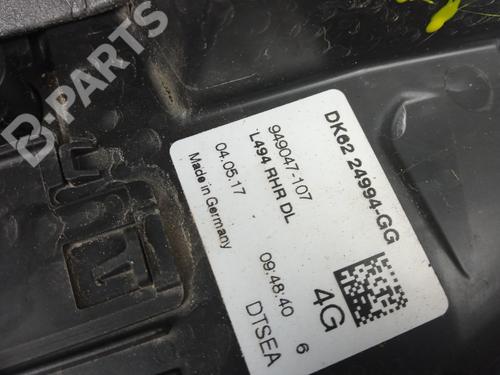 B-PARTS
DK62 24994-GG
949047-107
L494 RHR DL
04.05.17
Made in Germany
4G
09:48:40 6
DTSEA